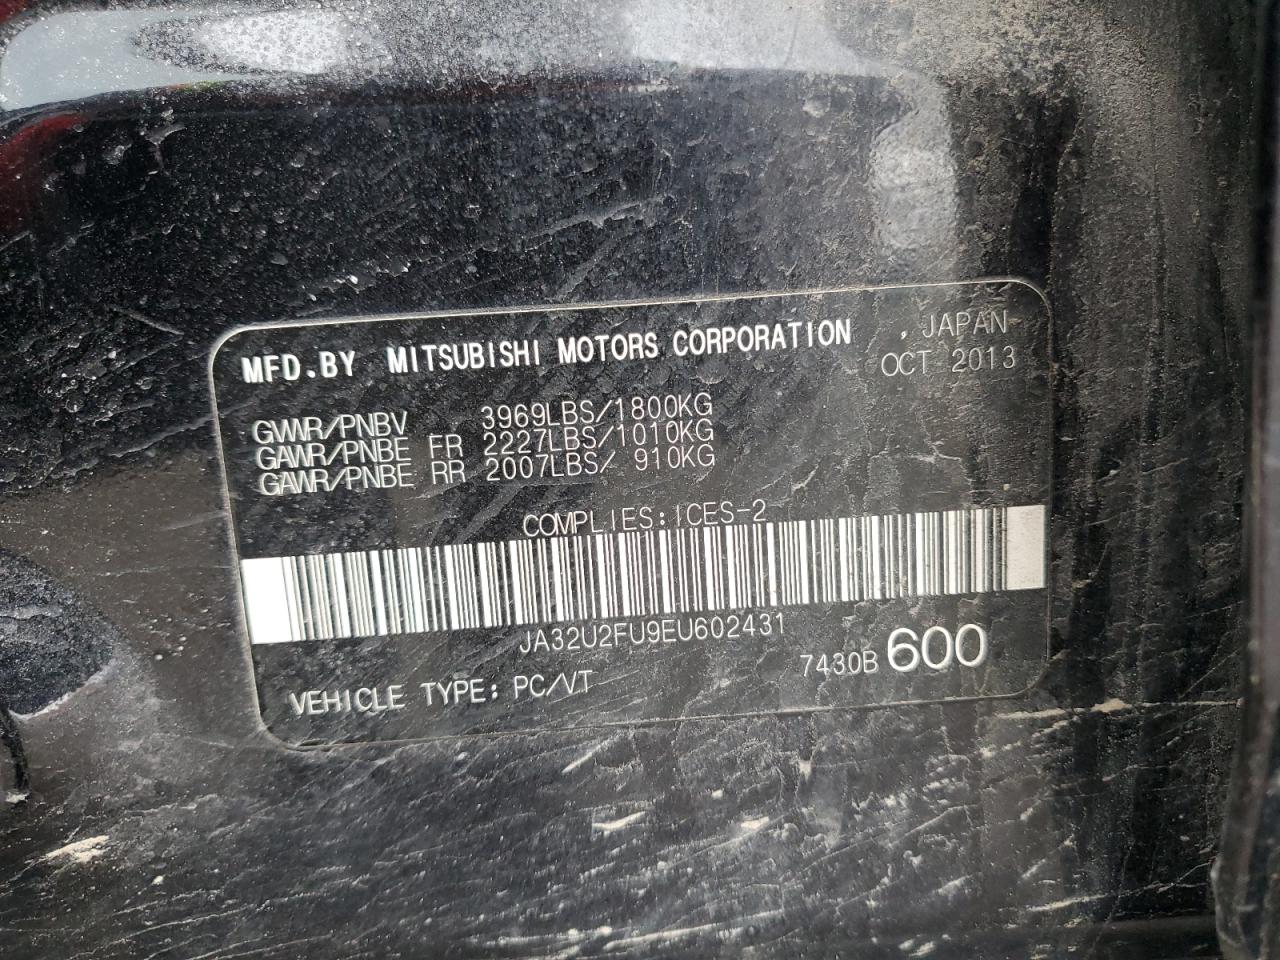 MFD.BY MITSUBISHI MOTORS CORPORATION , JAPAN
OCT 2013
GVWR/PNBV 3969LBS/1800KG
GAWR/PNBE FR 2227LBS/1010KG
GAWR/PNBE RR 2007LBS/ 910KG
COMPLIES:ICES-2
JA32U2FU9EU602431
7430B 600
VEHICLE TYPE: PC/VT